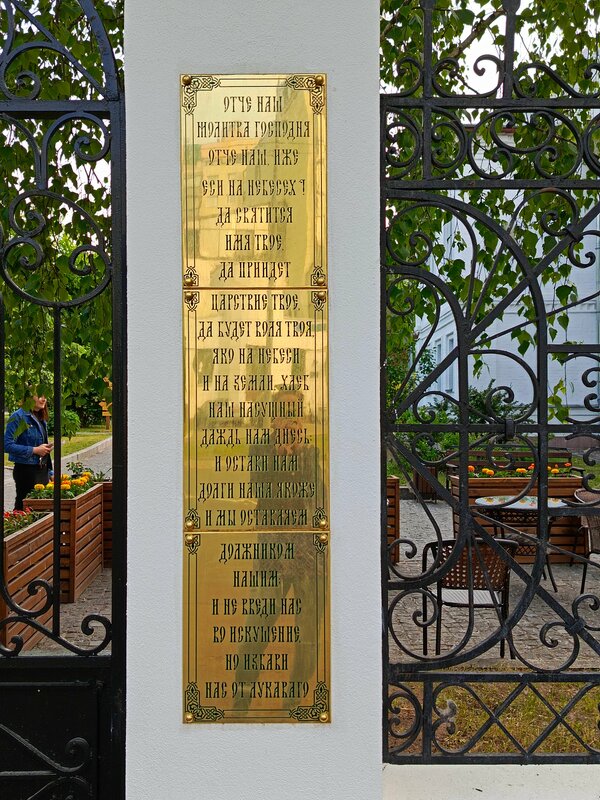 ОТЧЕ НАШ
МОЛИТВА ГОСПОДНЯ
ОТЧЕ НАШ, ИЖЕ
ЕСИ НА НЕБЕСЕХ!
ДА СВЯТИТСЯ
ИМЯ ТВОЕ,
ДА ПРИИДЕТ
ЦАРСТВИЕ ТВОЕ,
ДА БУДЕТ ВОЛЯ ТВОЯ,
ЯКО НА НЕБЕСИ
И НА ЗЕМЛИ. ХЛЕБ
НАШ НАСУЩНЫЙ
ДАЖДЬ НАМ ДНЕСЬ;
И ОСТАВИ НАМ
ДОЛГИ НАША ЯКОЖЕ
И МЫ ОСТАВЛЯЕМ
ДОЛЖНИКОМ
НАШИМ;
И НЕ ВВЕДИ НАС
ВО ИСКУШЕНИЕ,
НО ИЗБАВИ
НАС ОТ ЛУКАВАГО